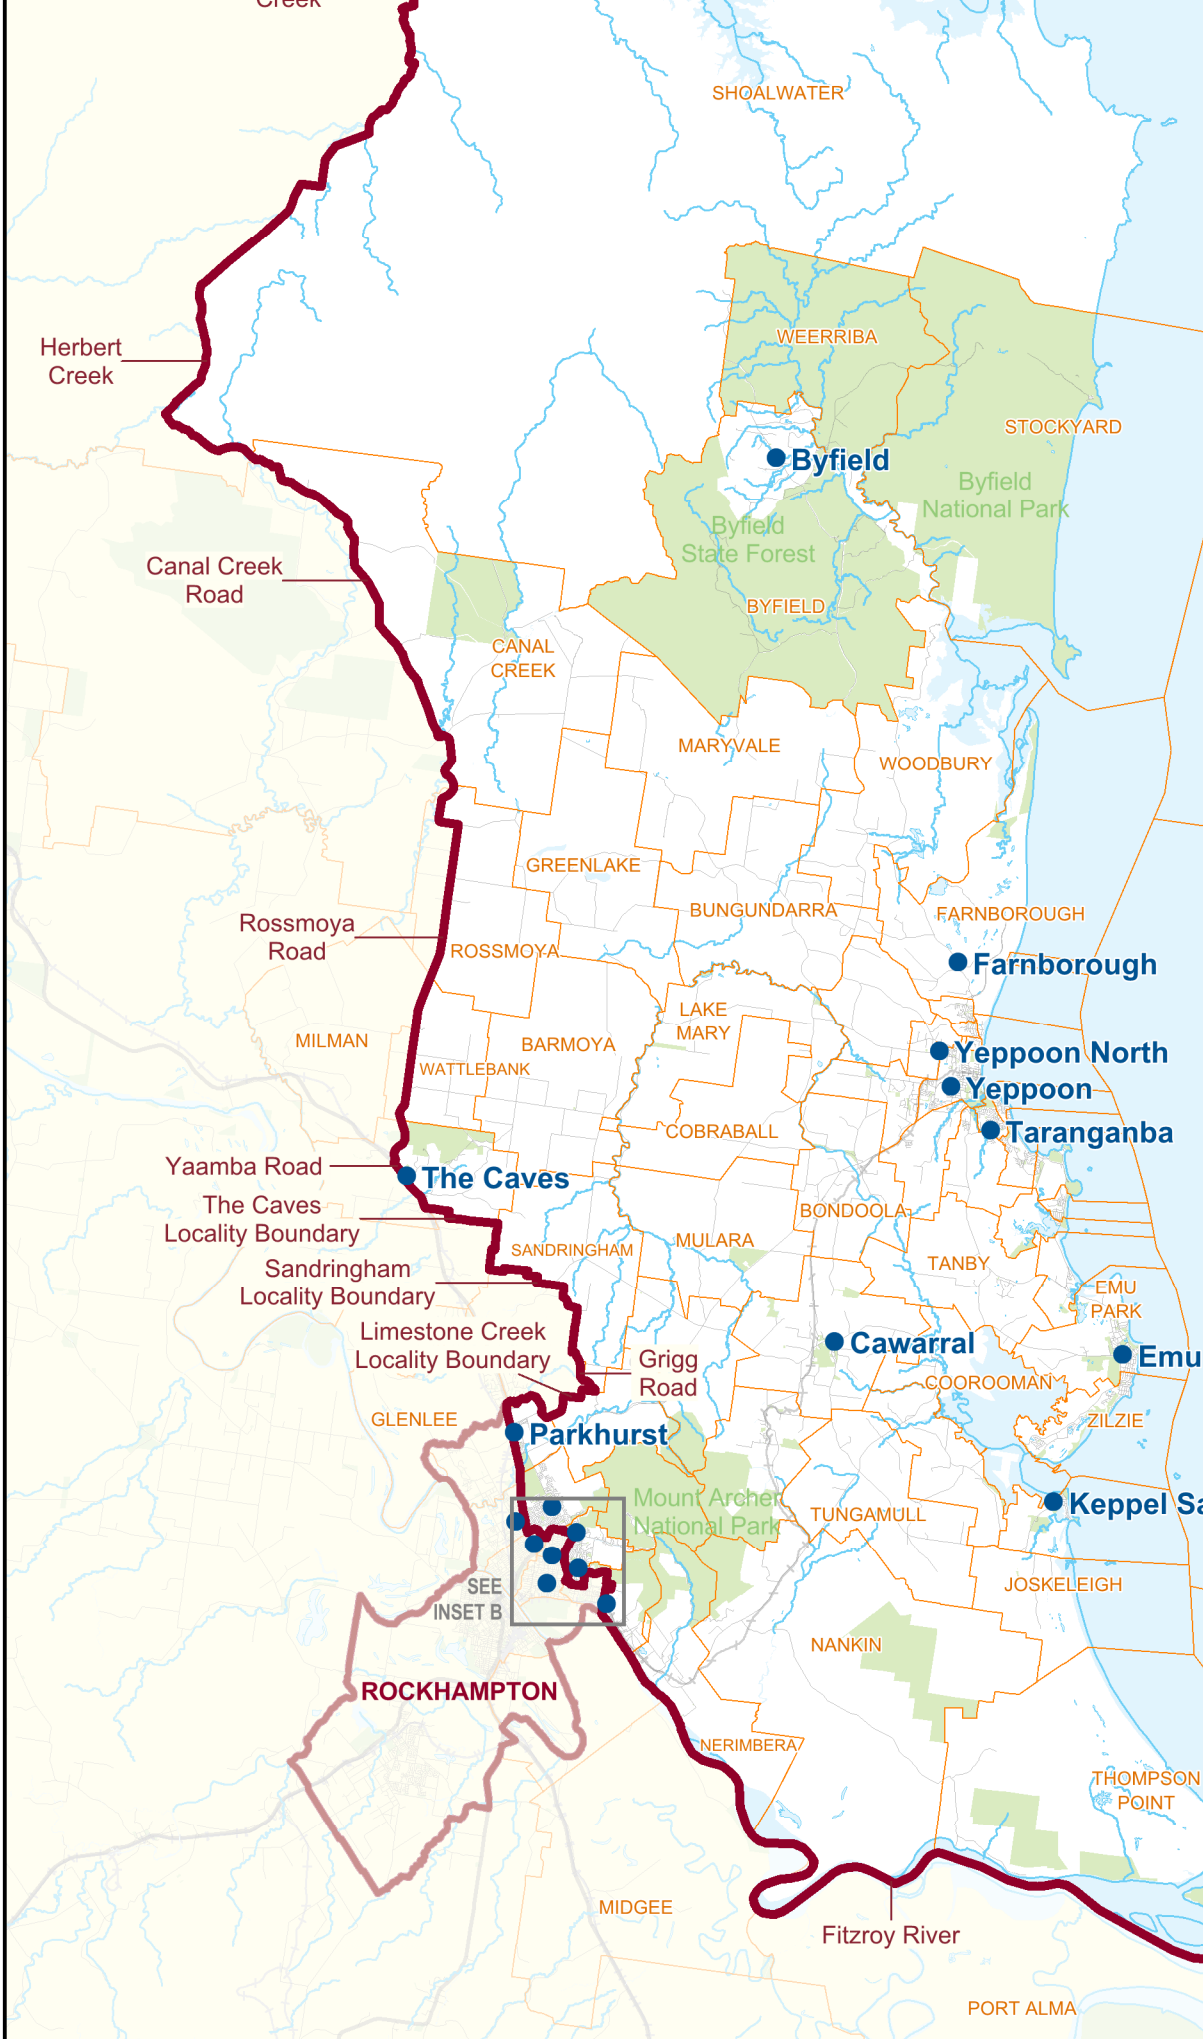 Creek
SHOALWATER
WEERRIBA
Herbert
Creek
STOCKYARD
Byfield
Byfield
National Park
Byfield
State Forest
Canal Creek
Road
BYFIELD
CANAL
CREEK
MARYVALE
WOODBURY
GREENLAKE
BUNGUNDARRA
FARNBOROUGH
Rossmoya
Road
ROSSMOYA
Farnborough
LAKE
MARY
MILMAN
BARMOYA
Yeppoon North
WATTLEBANK
Yeppoon
COBRABALL
Taranganba
Yaamba Road
The Caves
The Caves
Locality Boundary
BONDOOLA
SANDRINGHAM
MULARA
TANBY
Sandringham
Locality Boundary
EMU
PARK
Limestone Creek
Locality Boundary
Cawarral
Emu
Grigg
Road
COOROOMAN
GLENLEE
ZILZIE
Parkhurst
Mount Archer
National Park
Keppel Sa
TUNGAMULL
SEE
INSET B
JOSKELEIGH
NANKIN
ROCKHAMPTON
NERIMBERA
THOMPSON
POINT
MIDGEE
Fitzroy River
PORT ALMA